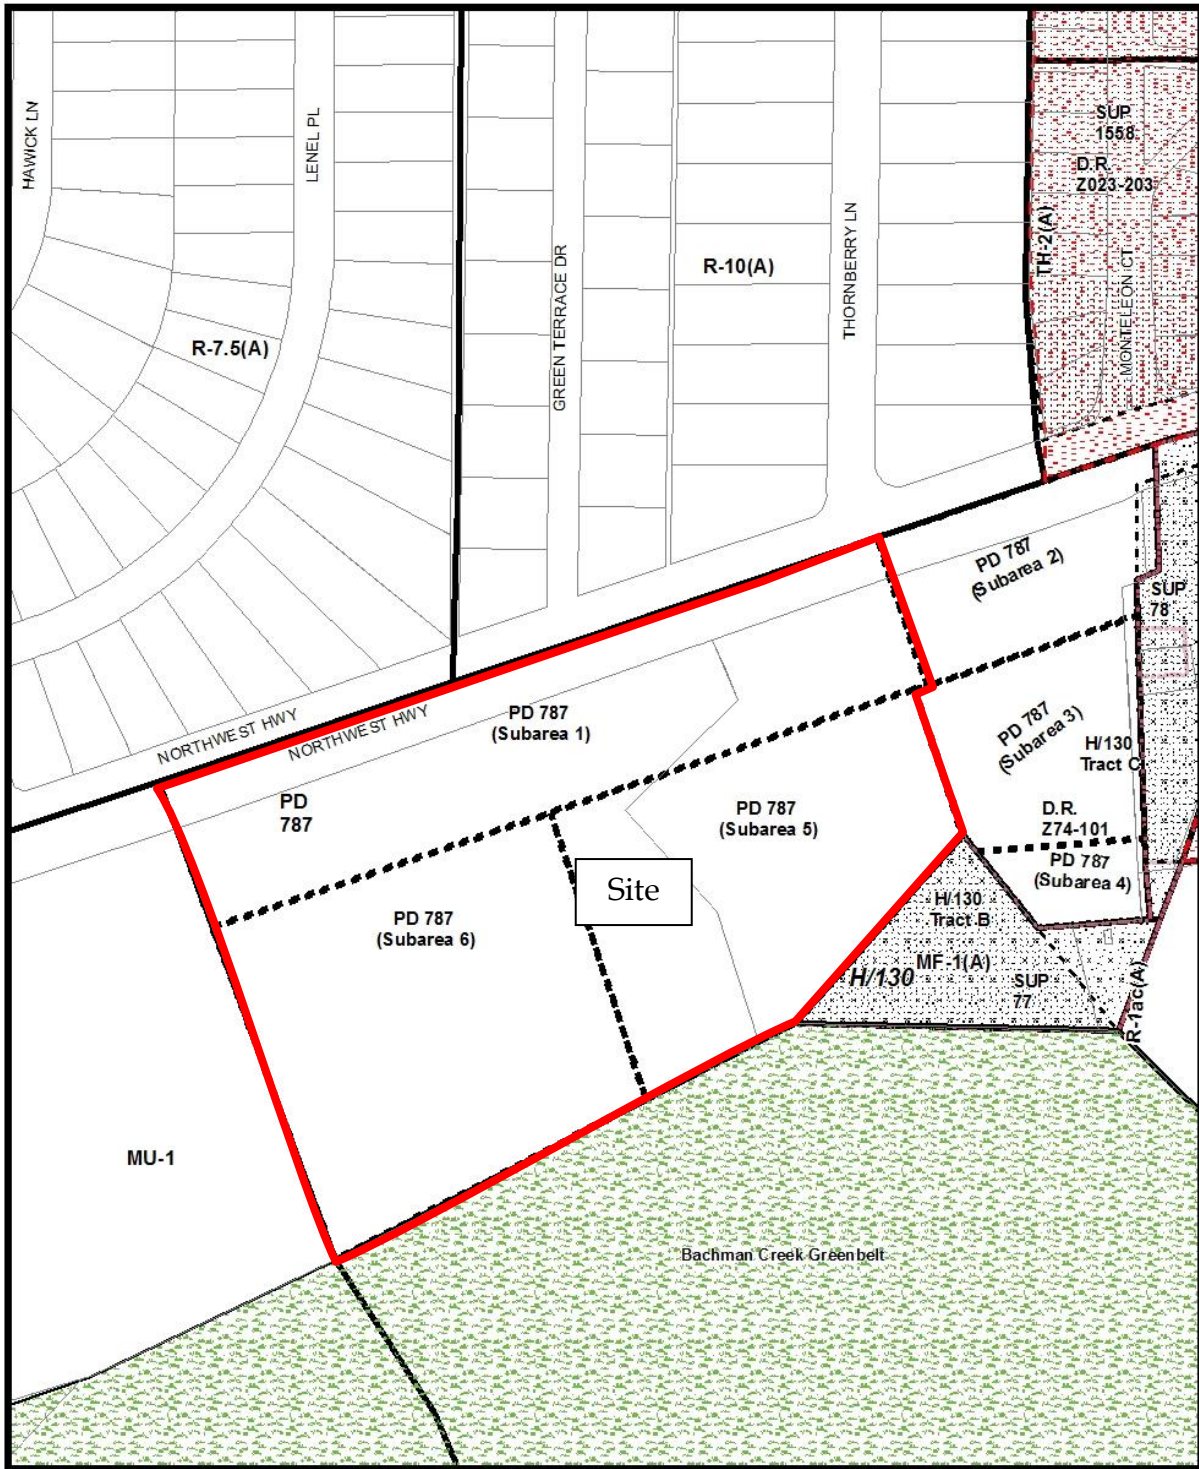 HAWICK LN
LENEL PL
GREEN TERRACE DR
THORNBERRY LN
SUP
1558
D.R.
Z023-203
TH-2(A)
MONTELEON CT
R-10(A)
R-7.5(A)
NORTHWEST HWY
NORTHWEST HWY
PD 787
(Subarea 2)
SUP
78
PD 787
(Subarea 1)
PD 787
(Subarea 3)
H/130
Tract C
PD
787
PD 787
(Subarea 5)
D.R.
Z74-101
PD 787
(Subarea 4)
Site
H/130
Tract B
PD 787
(Subarea 6)
MF-1(A)
H/130
SUP
77
R-1ac(A)
MU-1
Bachman Creek Greenbelt